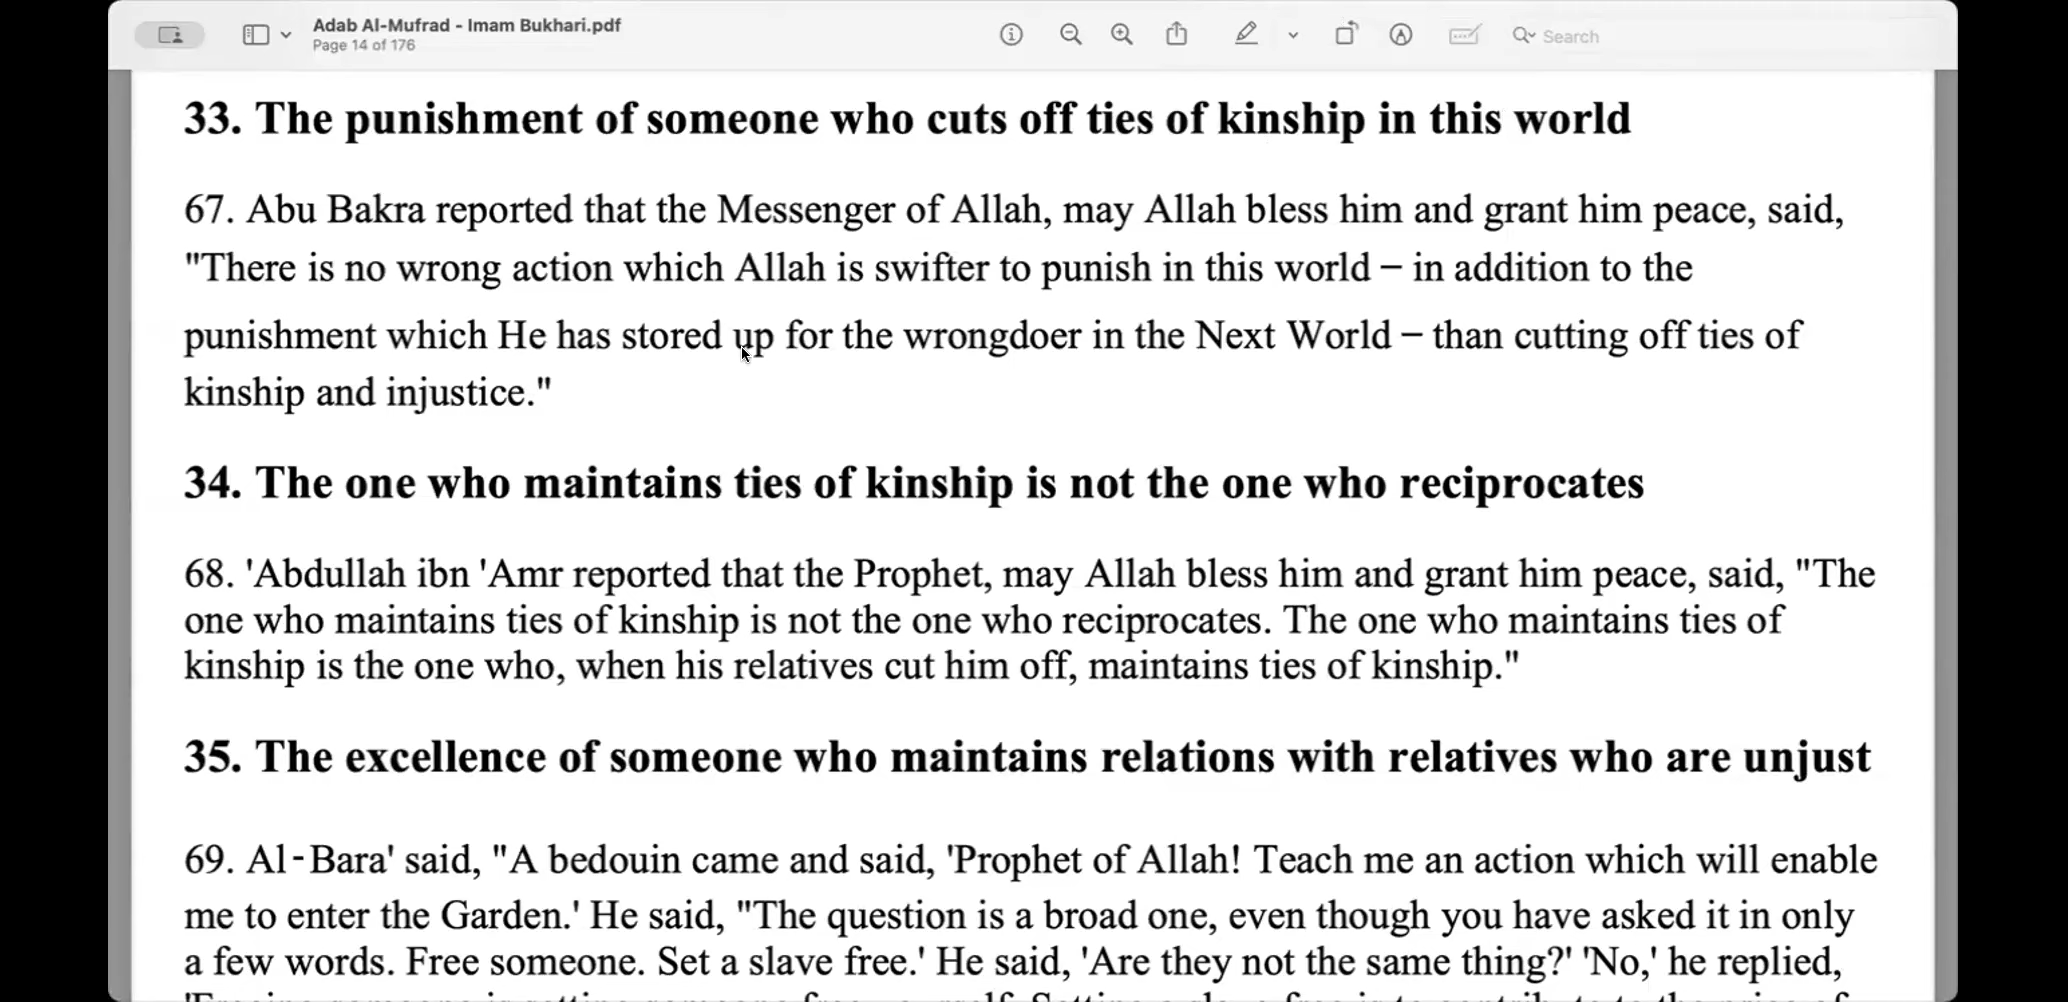 Adab Al-Mufrad - Imam Bukhari.pdf
Page 14 of 176
Search
33. The punishment of someone who cuts off ties of kinship in this world
67. Abu Bakra reported that the Messenger of Allah, may Allah bless him and grant him peace, said,
"There is no wrong action which Allah is swifter to punish in this world – in addition to the
punishment which He has stored up for the wrongdoer in the Next World – than cutting off ties of
kinship and injustice."
34. The one who maintains ties of kinship is not the one who reciprocates
68. 'Abdullah ibn 'Amr reported that the Prophet, may Allah bless him and grant him peace, said, "The
one who maintains ties of kinship is not the one who reciprocates. The one who maintains ties of
kinship is the one who, when his relatives cut him off, maintains ties of kinship."
35. The excellence of someone who maintains relations with relatives who are unjust
69. Al-Bara' said, "A bedouin came and said, 'Prophet of Allah! Teach me an action which will enable
me to enter the Garden.' He said, "The question is a broad one, even though you have asked it in only
a few words. Free someone. Set a slave free.' He said, 'Are they not the same thing?' 'No,' he replied,